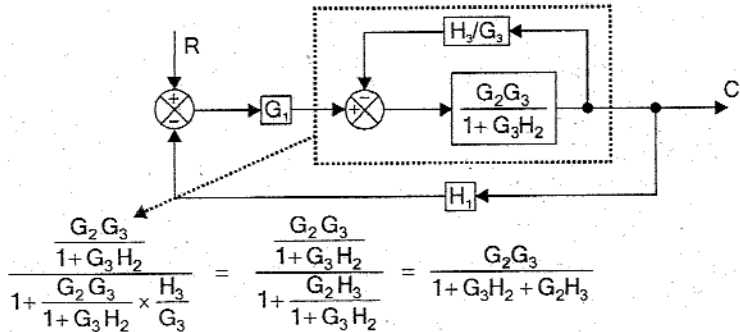 R
H₃/G₃
+
−
G₁
+
−
G₂G₃ / 1 + G₃H₂
C
H₁
(G₂G₃ / 1 + G₃H₂) / (1 + G₂G₃ / 1 + G₃H₂ × H₃ / G₃) = (G₂G₃ / 1 + G₃H₂) / (1 + G₂H₃ / 1 + G₃H₂) = G₂G₃ / 1 + G₃H₂ + G₂H₃